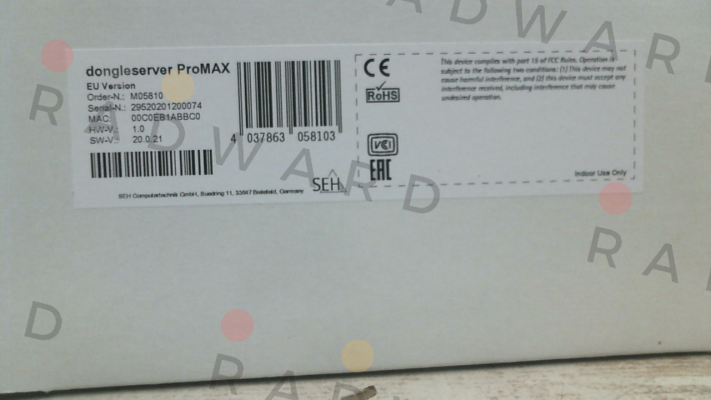 dongleserver ProMAX
EU Version
Order-N.: M05810
Serial-N.: 29520201200074
MAC: 00C0EB1ABBC0
HW-V.: 1.0
SW-V.: 20.0.21
4 037863 058103
SEH Computertechnik GmbH, Suedring 11, 33647 Bielefeld, Germany
SEH
CE
RoHS
VCI
EAC
This device complies with part 15 of FCC Rules. Operation is
subject to the following two conditions: (1) This device may not
cause harmful interference, and (2) this device must accept any
interference received, including interference that may cause
undesired operation.
Indoor Use Only
RADWARD
RADWARD
RA
D
RADWAR